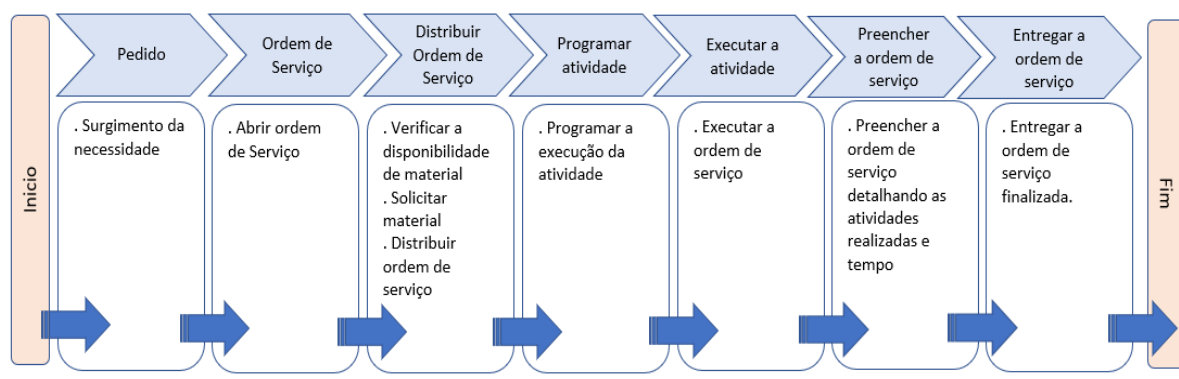 Inicio
Pedido
Ordem de
Serviço
Distribuir
Ordem de
Serviço
Programar
atividade
Executar a
atividade
Preencher
a ordem de
serviço
Entregar a
ordem de
serviço
. Surgimento da
necessidade
. Abrir ordem
de Serviço
. Verificar a
disponibilidade
de material
. Solicitar
material
. Distribuir
ordem de
serviço
. Programar a
execução da
atividade
. Executar a
ordem de
serviço
. Preencher a
ordem de
serviço
detalhando as
atividades
realizadas e
tempo
. Entregar a
ordem de
serviço
finalizada.
Fim